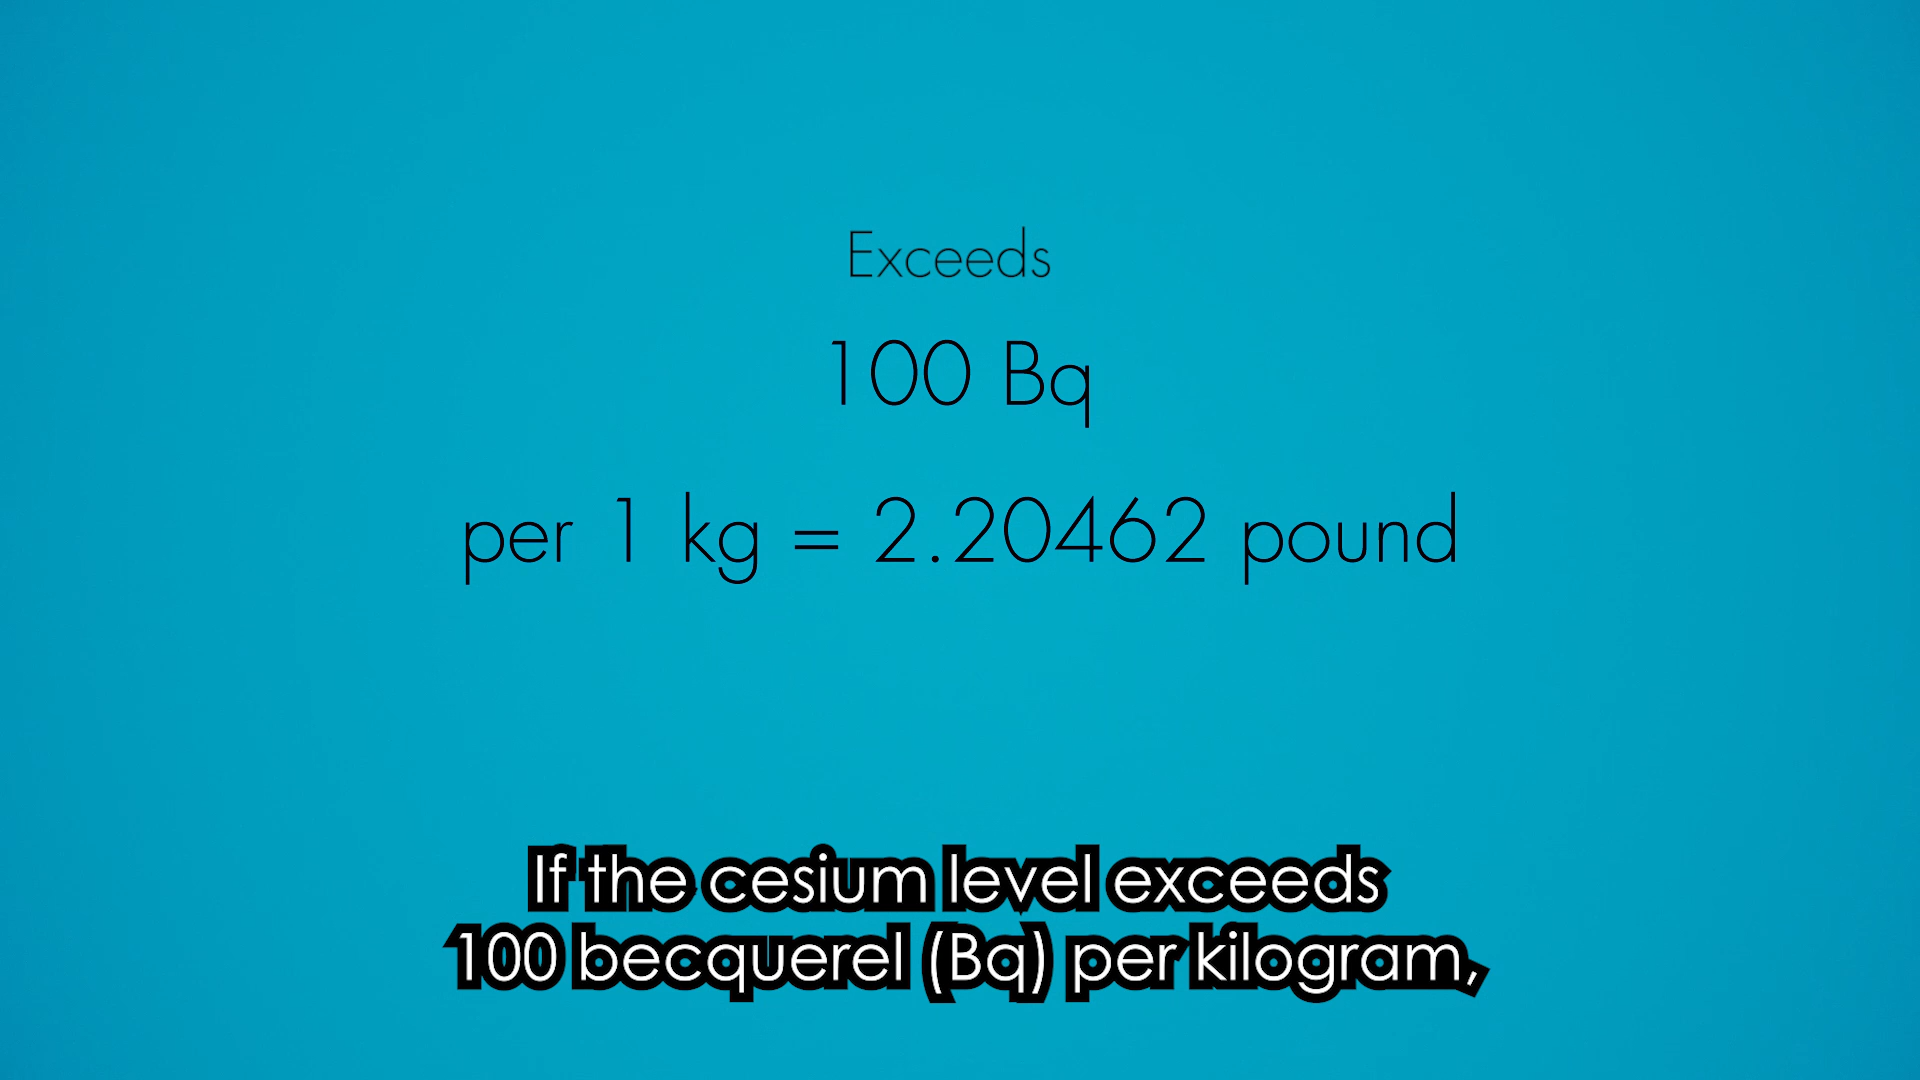 Exceeds
100 Bq
per 1 kg = 2.20462 pound
If the cesium level exceeds
100 becquerel (Bq) per kilogram,